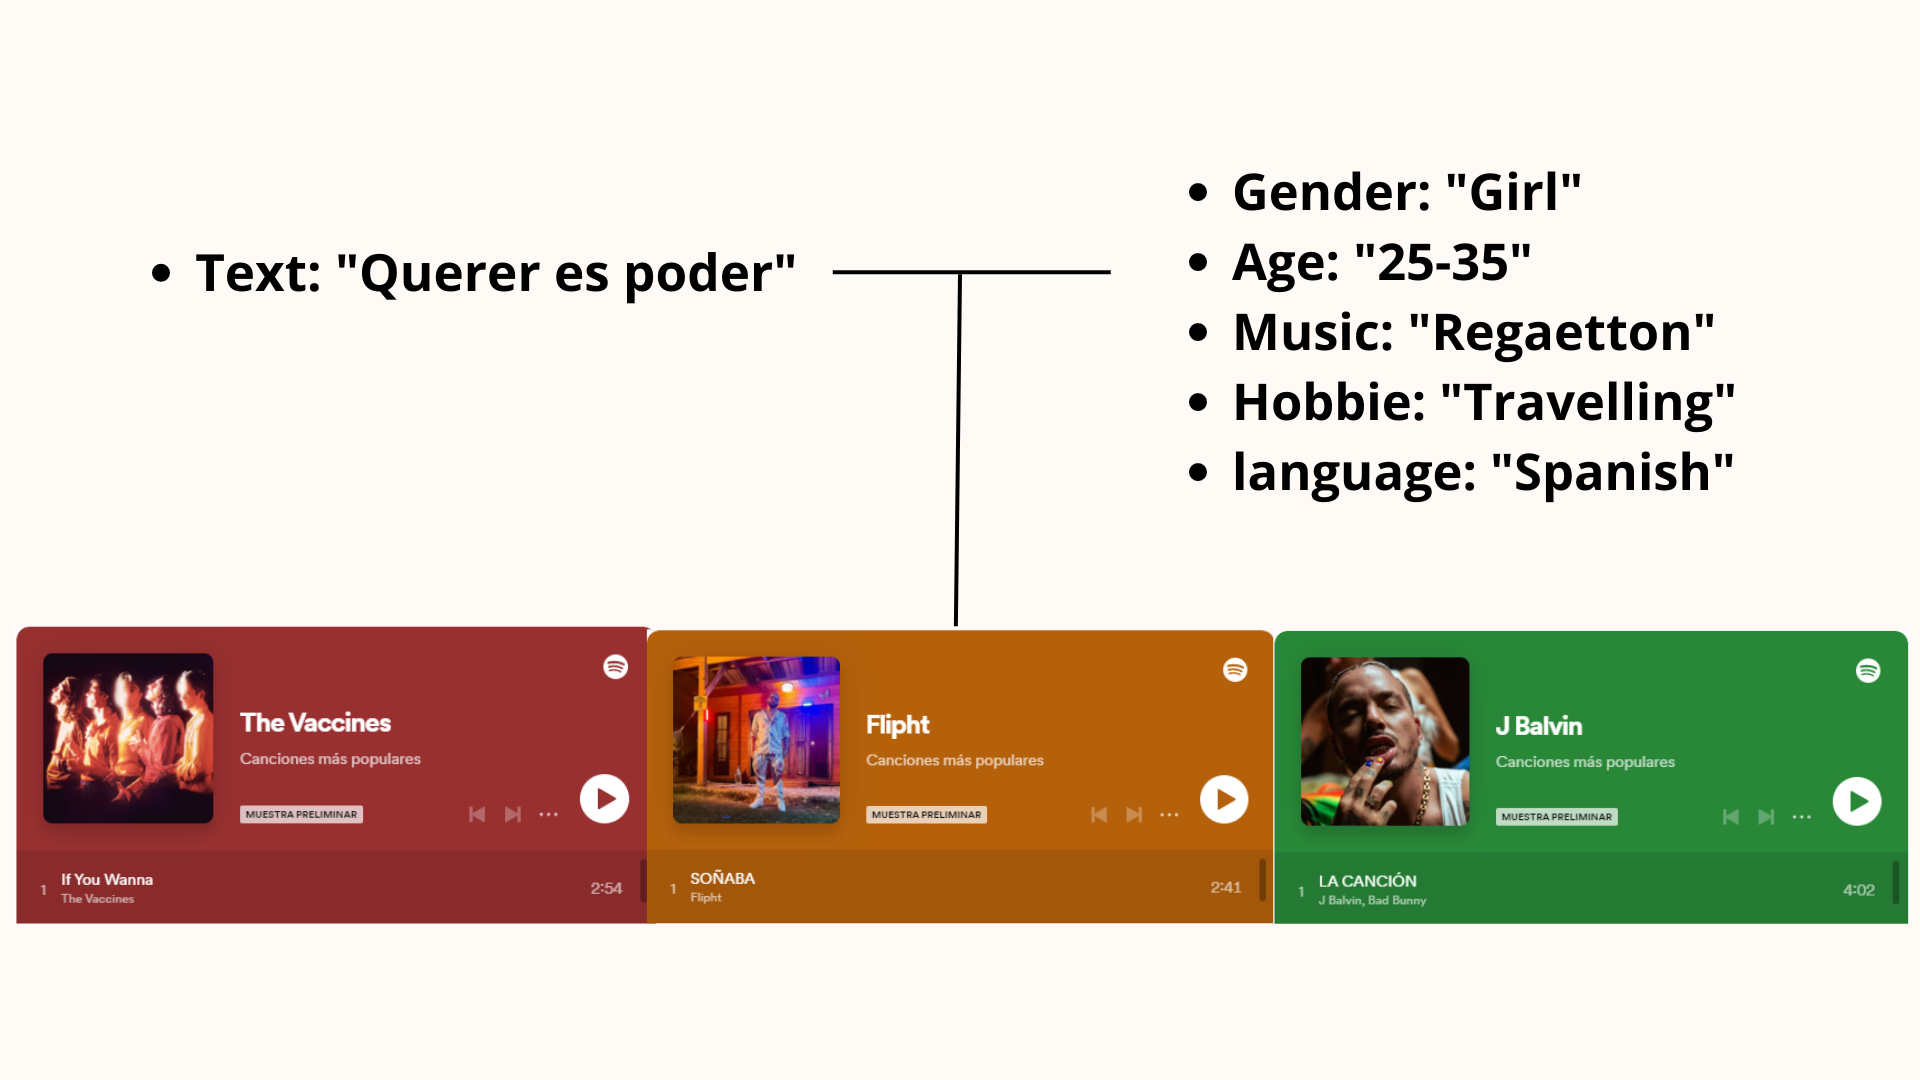 Text: "Querer es poder"
Gender: "Girl"
Age: "25-35"
Music: "Regaetton"
Hobbie: "Travelling"
language: "Spanish"
The Vaccines
Canciones más populares
MUESTRA PRELIMINAR
1 If You Wanna 2:54
The Vaccines
Flipht
Canciones más populares
MUESTRA PRELIMINAR
1 SOÑABA 2:41
Flipht
J Balvin
Canciones más populares
MUESTRA PRELIMINAR
1 LA CANCIÓN 4:02
J Balvin, Bad Bunny